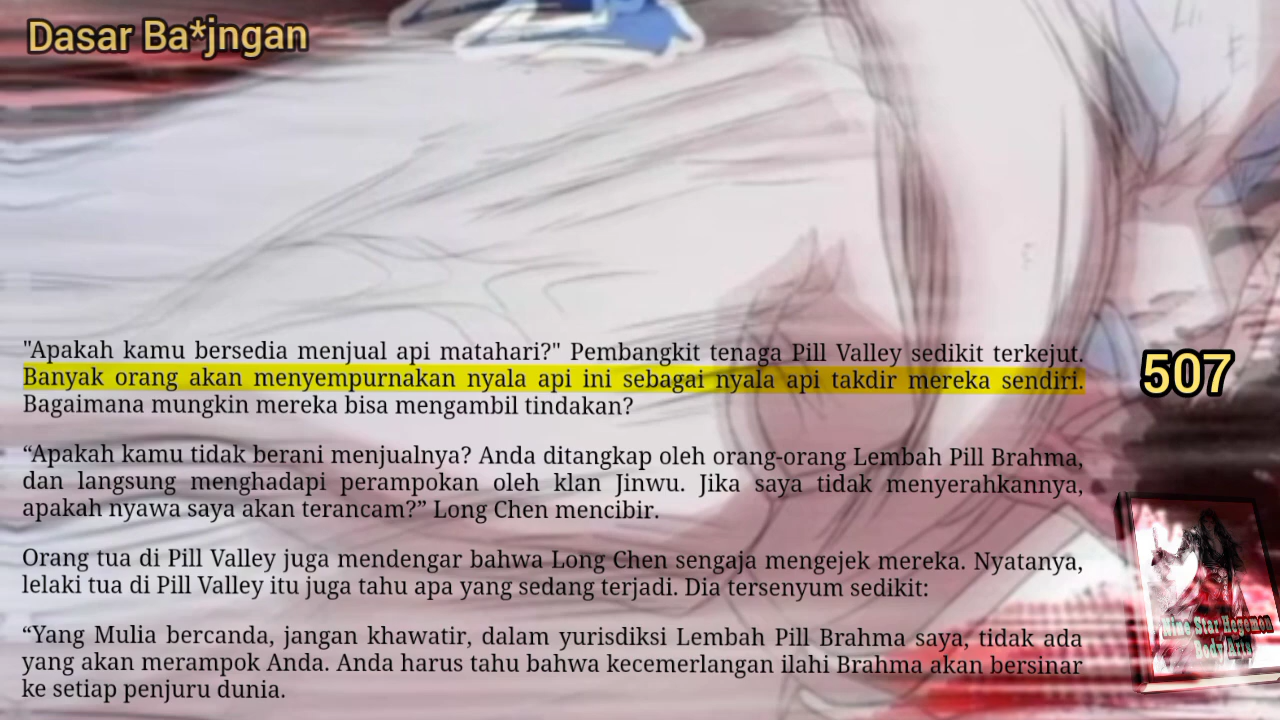 Dasar Ba*jngan
"Apakah kamu bersedia menjual api matahari?" Pembangkit tenaga Pill Valley sedikit terkejut.
Banyak orang akan menyempurnakan nyala api ini sebagai nyala api takdir mereka sendiri.
Bagaimana mungkin mereka bisa mengambil tindakan?
507
“Apakah kamu tidak berani menjualnya? Anda ditangkap oleh orang-orang Lembah Pill Brahma,
dan langsung menghadapi perampokan oleh klan Jinwu. Jika saya tidak menyerahkannya,
apakah nyawa saya akan terancam?” Long Chen mencibir.
Orang tua di Pill Valley juga mendengar bahwa Long Chen sengaja mengejek mereka. Nyatanya,
lelaki tua di Pill Valley itu juga tahu apa yang sedang terjadi. Dia tersenyum sedikit:
“Yang Mulia bercanda, jangan khawatir, dalam yurisdiksi Lembah Pill Brahma saya, tidak ada
yang akan merampok Anda. Anda harus tahu bahwa kecemerlangan ilahi Brahma akan bersinar
ke setiap penjuru dunia.
Nine Star Hegemon
Body Arts